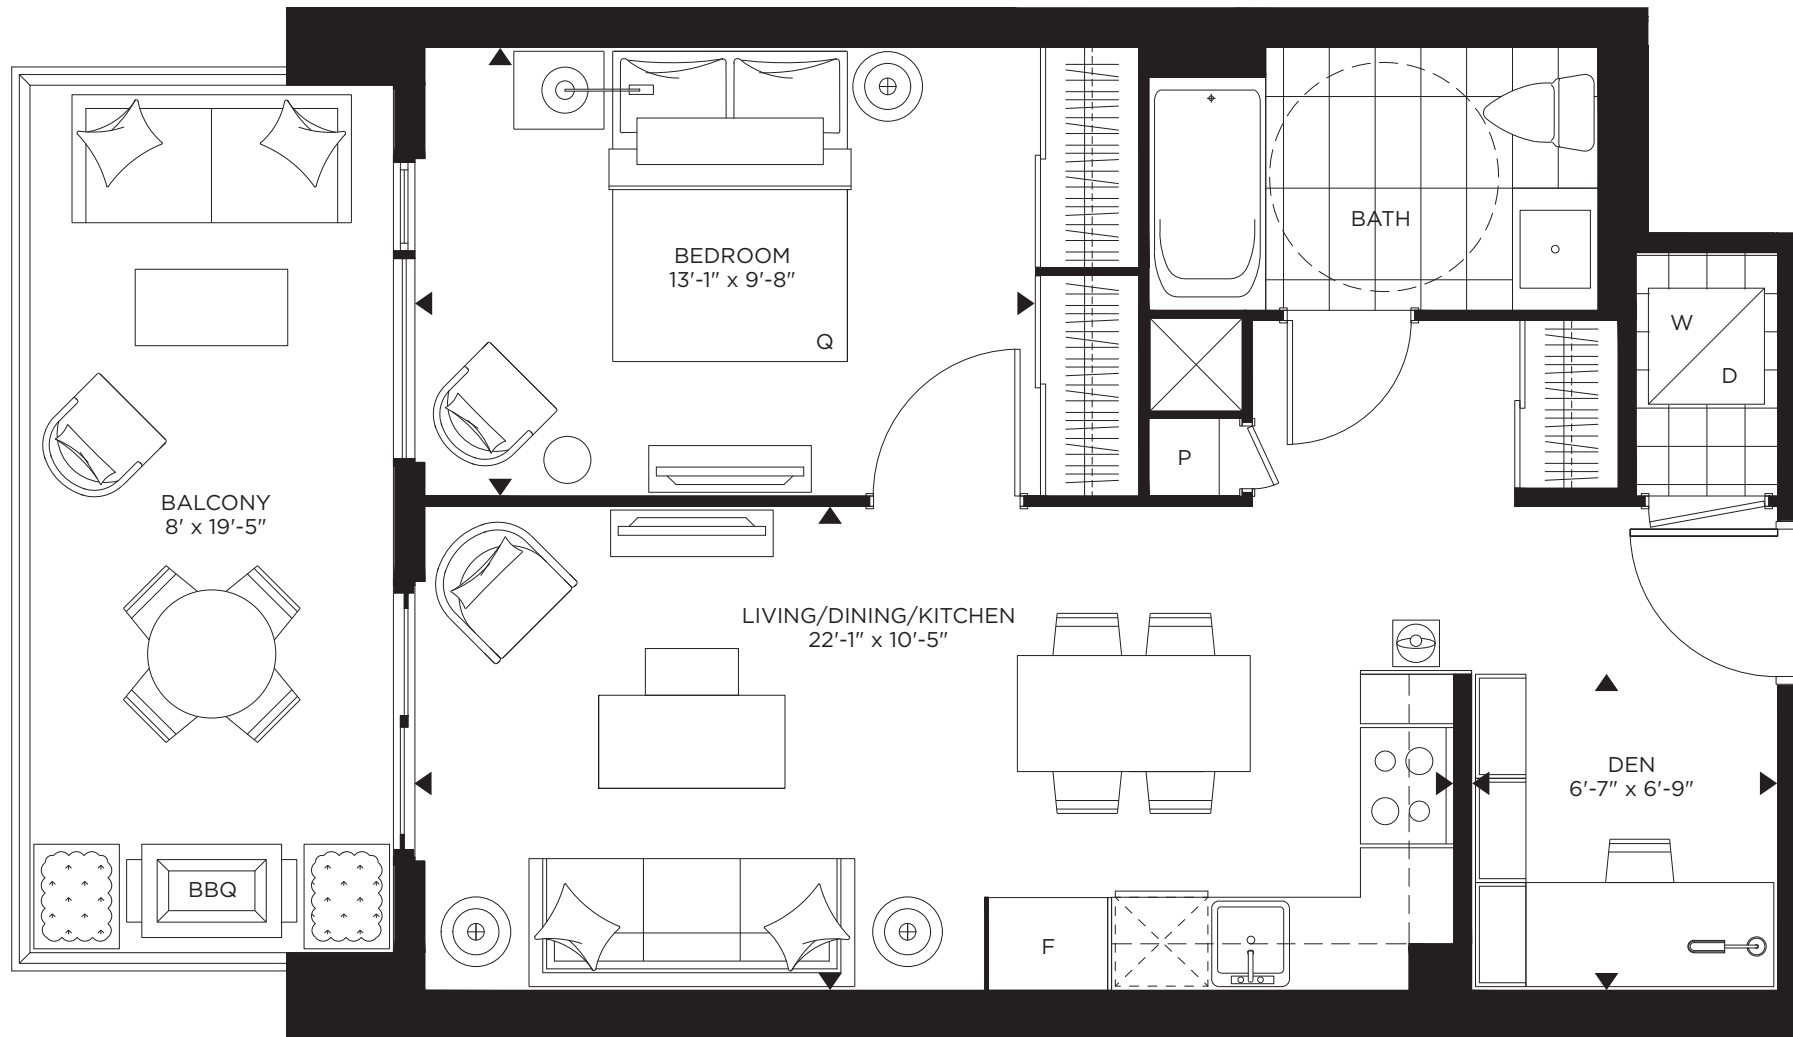 BATH
BEDROOM
13'-1" x 9'-8"
Q
W
D
P
BALCONY
8' x 19'-5"
LIVING/DINING/KITCHEN
22'-1" x 10'-5"
DEN
6'-7" x 6'-9"
BBQ
F